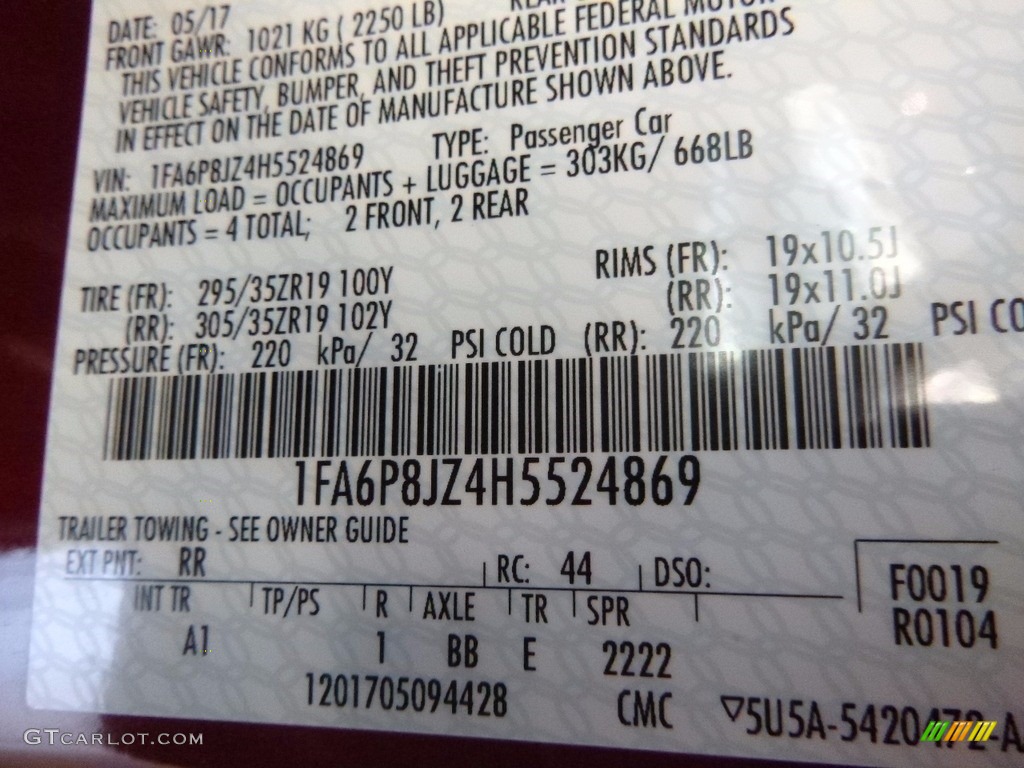 DATE: 05/17
FRONT GAWR: 1021 KG ( 2250 LB)
THIS VEHICLE CONFORMS TO ALL APPLICABLE FEDERAL MOTOR
VEHICLE SAFETY, BUMPER, AND THEFT PREVENTION STANDARDS
IN EFFECT ON THE DATE OF MANUFACTURE SHOWN ABOVE.
VIN: 1FA6P8JZ4H5524869 TYPE: Passenger Car
MAXIMUM LOAD = OCCUPANTS + LUGGAGE = 303KG/ 668LB
OCCUPANTS = 4 TOTAL; 2 FRONT, 2 REAR
TIRE (FR): 295/35ZR19 100Y RIMS (FR): 19x10.5J
(RR): 305/35ZR19 102Y (RR): 19x11.0J
PRESSURE (FR): 220 kPa/ 32 PSI COLD (RR): 220 kPa/ 32 PSI CO
1FA6P8JZ4H5524869
TRAILER TOWING - SEE OWNER GUIDE
EXT PNT: RR RC: 44 DSO:
INT TR TP/PS R AXLE TR SPR
F0019
R0104
A1 1 BB E 2222
1201705094428 CMC ▽5U5A-5420472-A
GTCARLOT.COM